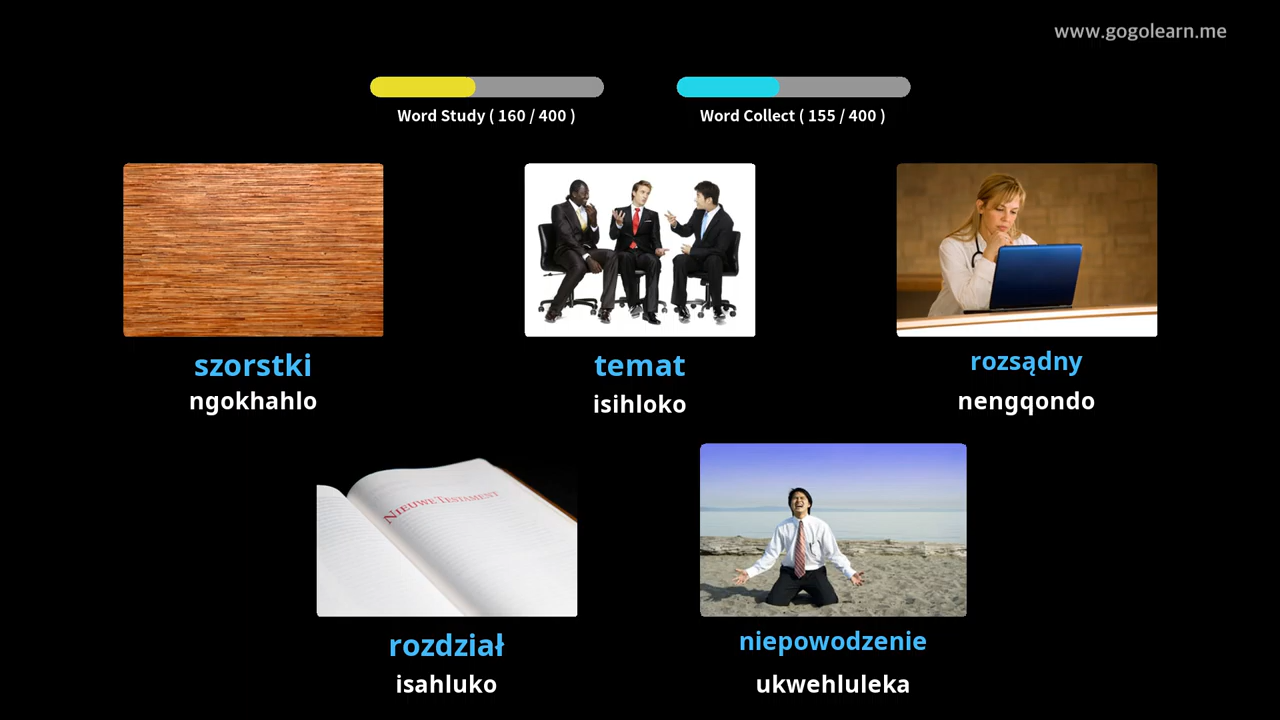 www.gogolearn.me
Word Study ( 160 / 400 )
Word Collect ( 155 / 400 )
szorstki
ngokhahlo
temat
isihloko
rozsądny
nengqondo
NIEUWE TESTAMENT
rozdział
isahluko
niepowodzenie
ukwehluleka